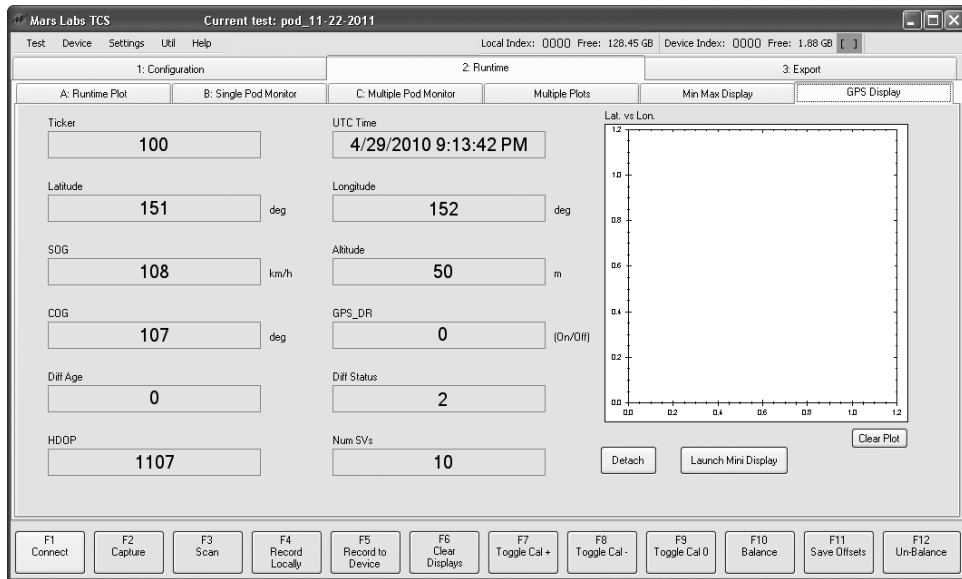 Mars Labs TCS Current test: pod_11-22-2011
Test Device Settings Util Help Local Index: 0000 Free: 128.45 GB Device Index: 0000 Free: 1.88 GB [ ]
1: Configuration 2: Runtime 3: Export
A: Runtime Plot B: Single Pod Monitor C: Multiple Pod Monitor Multiple Plots Min Max Display GPS Display
Ticker
100
UTC Time
4/29/2010 9:13:42 PM
Latitude
151 deg
Longitude
152 deg
SOG
108 km/h
Altitude
50 m
COG
107 deg
GPS_DR
0 (On/Off)
Diff Age
0
Diff Status
2
HDOP
1107
Num SVs
10
Lat. vs Lon.
1.2
1.0
0.8
0.6
0.4
0.2
0.0
0.0 0.2 0.4 0.6 0.8 1.0 1.2
Clear Plot
Detach Launch Mini Display
F1 Connect
F2 Capture
F3 Scan
F4 Record Locally
F5 Record to Device
F6 Clear Displays
F7 Toggle Cal +
F8 Toggle Cal -
F9 Toggle Cal 0
F10 Balance
F11 Save Offsets
F12 Un-Balance